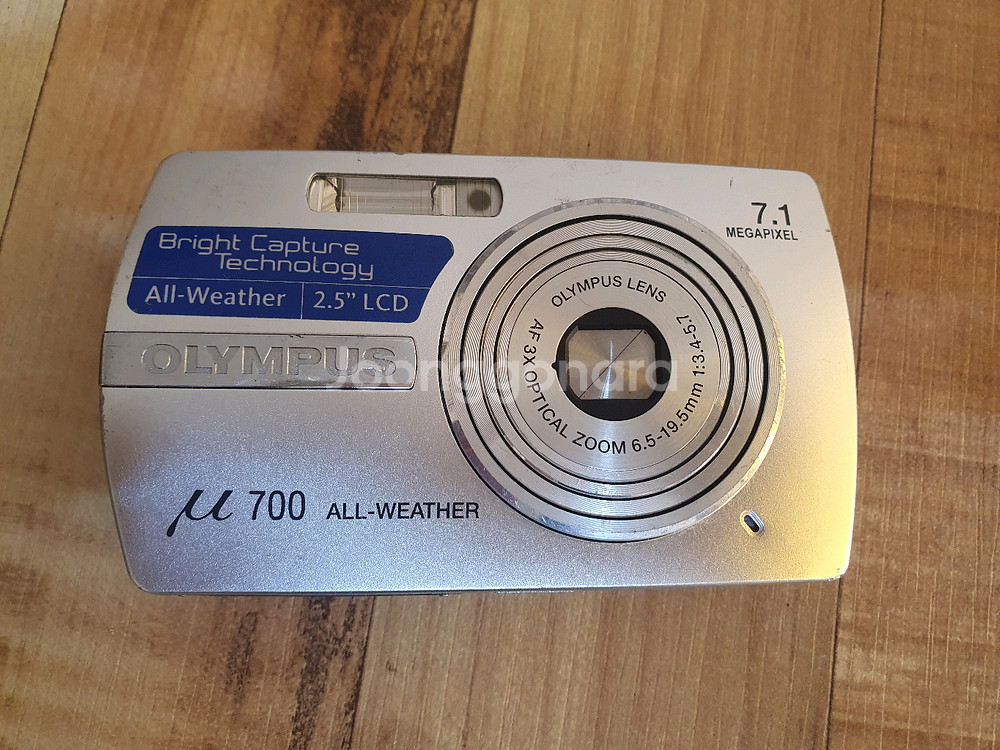 7.1
MEGAPIXEL
Bright Capture
Technology
All-Weather
2.5" LCD
OLYMPUS
OLYMPUS LENS
AF 3X OPTICAL ZOOM 6.5-19.5mm 1:3.4-5.7
Joonggonara
μ 700 ALL-WEATHER